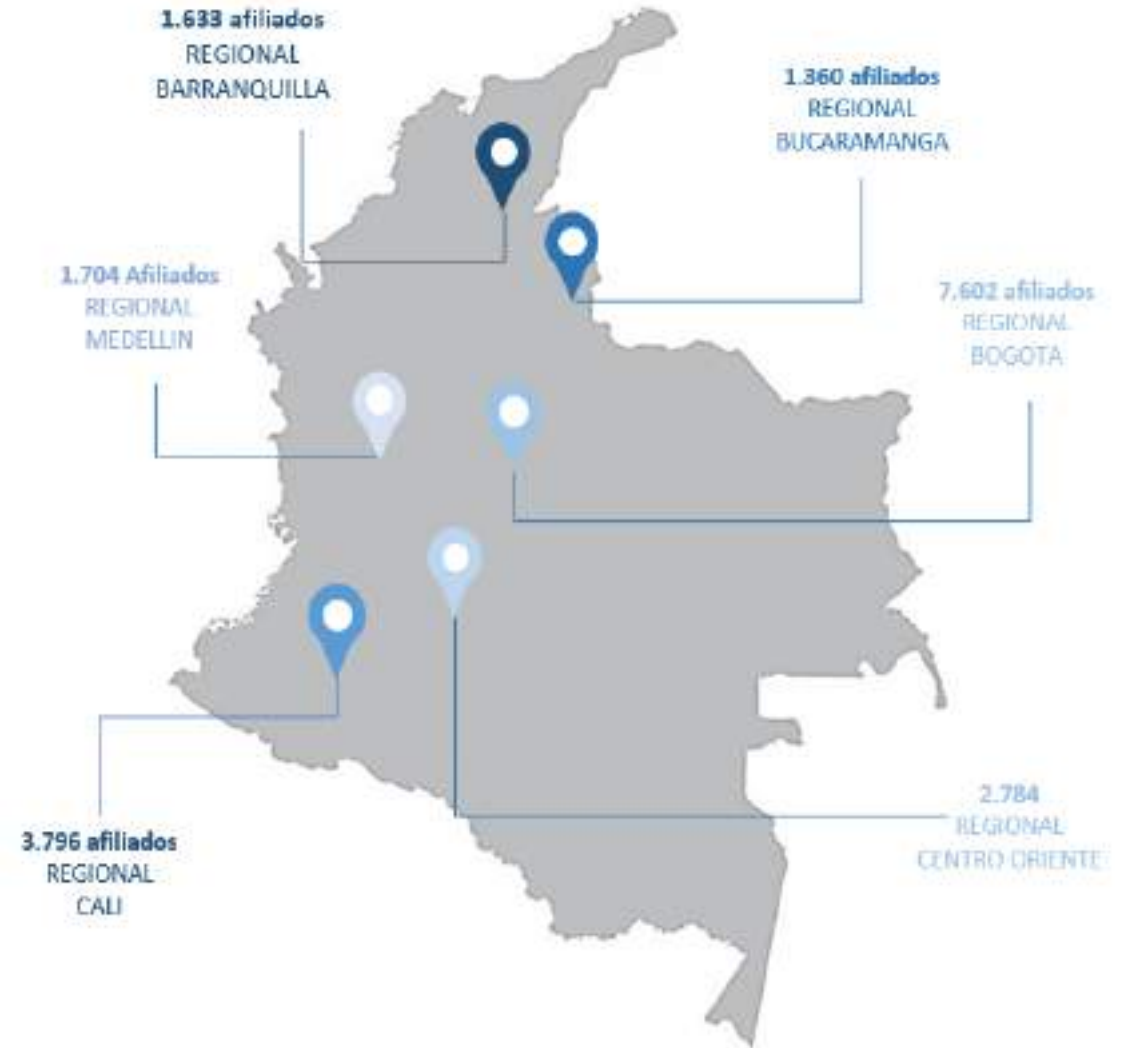 1.633 afiliados
REGIONAL
BARRANQUILLA
1.360 afiliados
REGIONAL
BUCARAMANGA
1.704 Afiliados
REGIONAL
MEDELLIN
7.602 afiliados
REGIONAL
BOGOTA
3.796 afiliados
REGIONAL
CALI
2.784
REGIONAL
CENTRO ORIENTE